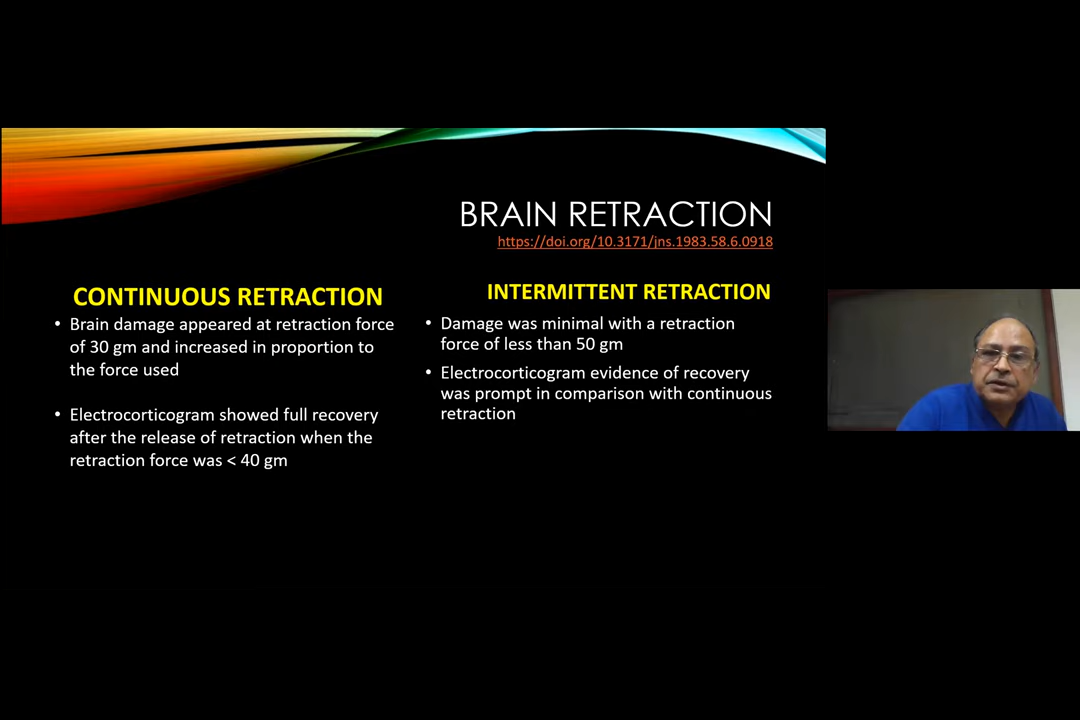 BRAIN RETRACTION
https://doi.org/10.3171/jns.1983.58.6.0918
CONTINUOUS RETRACTION
• Brain damage appeared at retraction force
of 30 gm and increased in proportion to
the force used
• Electrocorticogram showed full recovery
after the release of retraction when the
retraction force was < 40 gm
INTERMITTENT RETRACTION
• Damage was minimal with a retraction
force of less than 50 gm
• Electrocorticogram evidence of recovery
was prompt in comparison with continuous
retraction